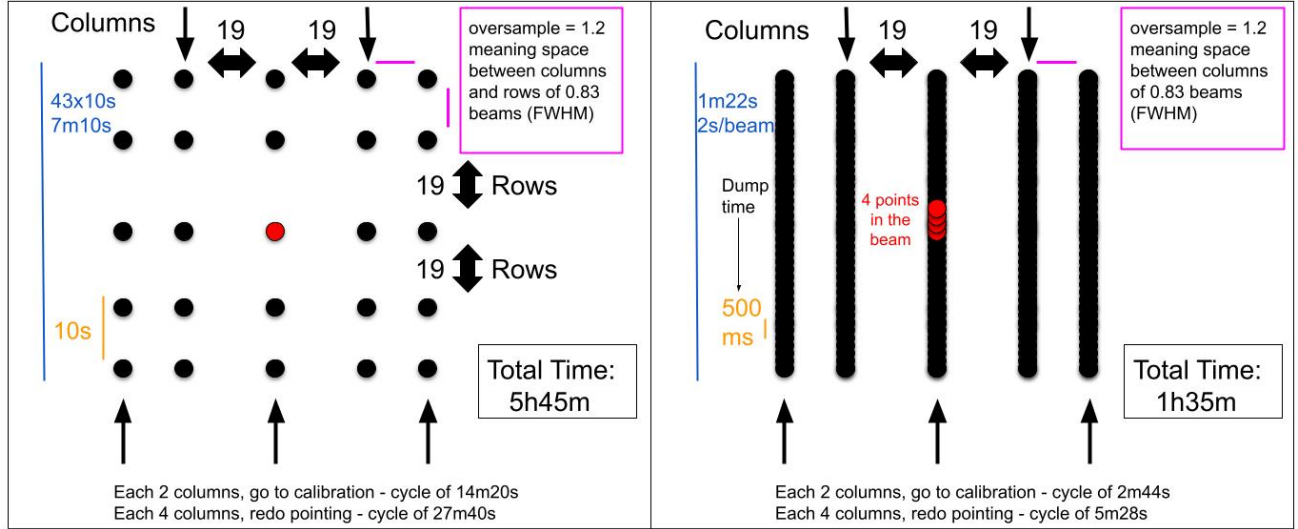 Columns
19
19
oversample = 1.2
meaning space
between columns
and rows of 0.83
beams (FWHM)
43x10s
7m10s
19
Rows
19
Rows
10s
Total Time:
5h45m
Each 2 columns, go to calibration - cycle of 14m20s
Each 4 columns, redo pointing - cycle of 27m40s
Columns
19
19
oversample = 1.2
meaning space
between columns
of 0.83 beams
(FWHM)
1m22s
2s/beam
Dump
time
4 points
in the
beam
500
ms
Total Time:
1h35m
Each 2 columns, go to calibration - cycle of 2m44s
Each 4 columns, redo pointing - cycle of 5m28s